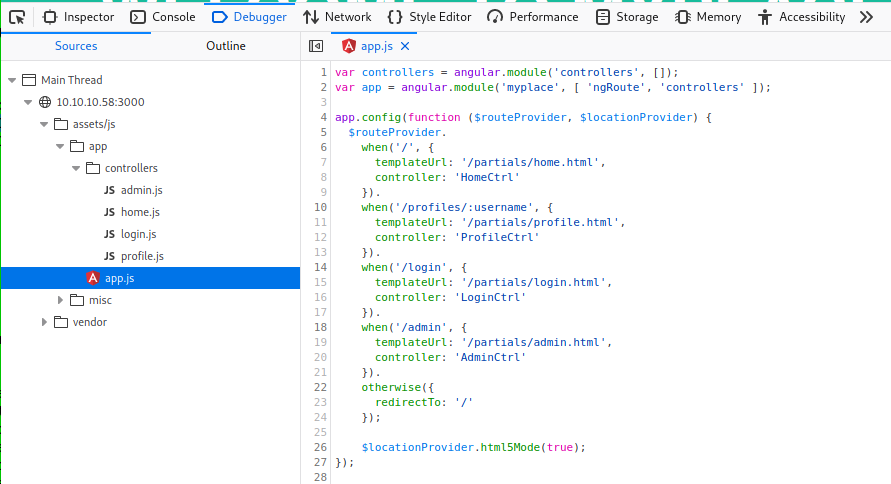 Inspector Console Debugger Network Style Editor Performance Storage Memory Accessibility
Sources Outline app.js
Main Thread
10.10.10.58:3000
assets/js
app
controllers
JS admin.js
JS home.js
JS login.js
JS profile.js
app.js
misc
vendor
1 var controllers = angular.module('controllers', []);
2 var app = angular.module('myplace', [ 'ngRoute', 'controllers' ]);
3
4 app.config(function ($routeProvider, $locationProvider) {
5   $routeProvider.
6     when('/', {
7       templateUrl: '/partials/home.html',
8       controller: 'HomeCtrl'
9     }).
10     when('/profiles/:username', {
11       templateUrl: '/partials/profile.html',
12       controller: 'ProfileCtrl'
13     }).
14     when('/login', {
15       templateUrl: '/partials/login.html',
16       controller: 'LoginCtrl'
17     }).
18     when('/admin', {
19       templateUrl: '/partials/admin.html',
20       controller: 'AdminCtrl'
21     }).
22     otherwise({
23       redirectTo: '/'
24     });
25
26     $locationProvider.html5Mode(true);
27 });
28